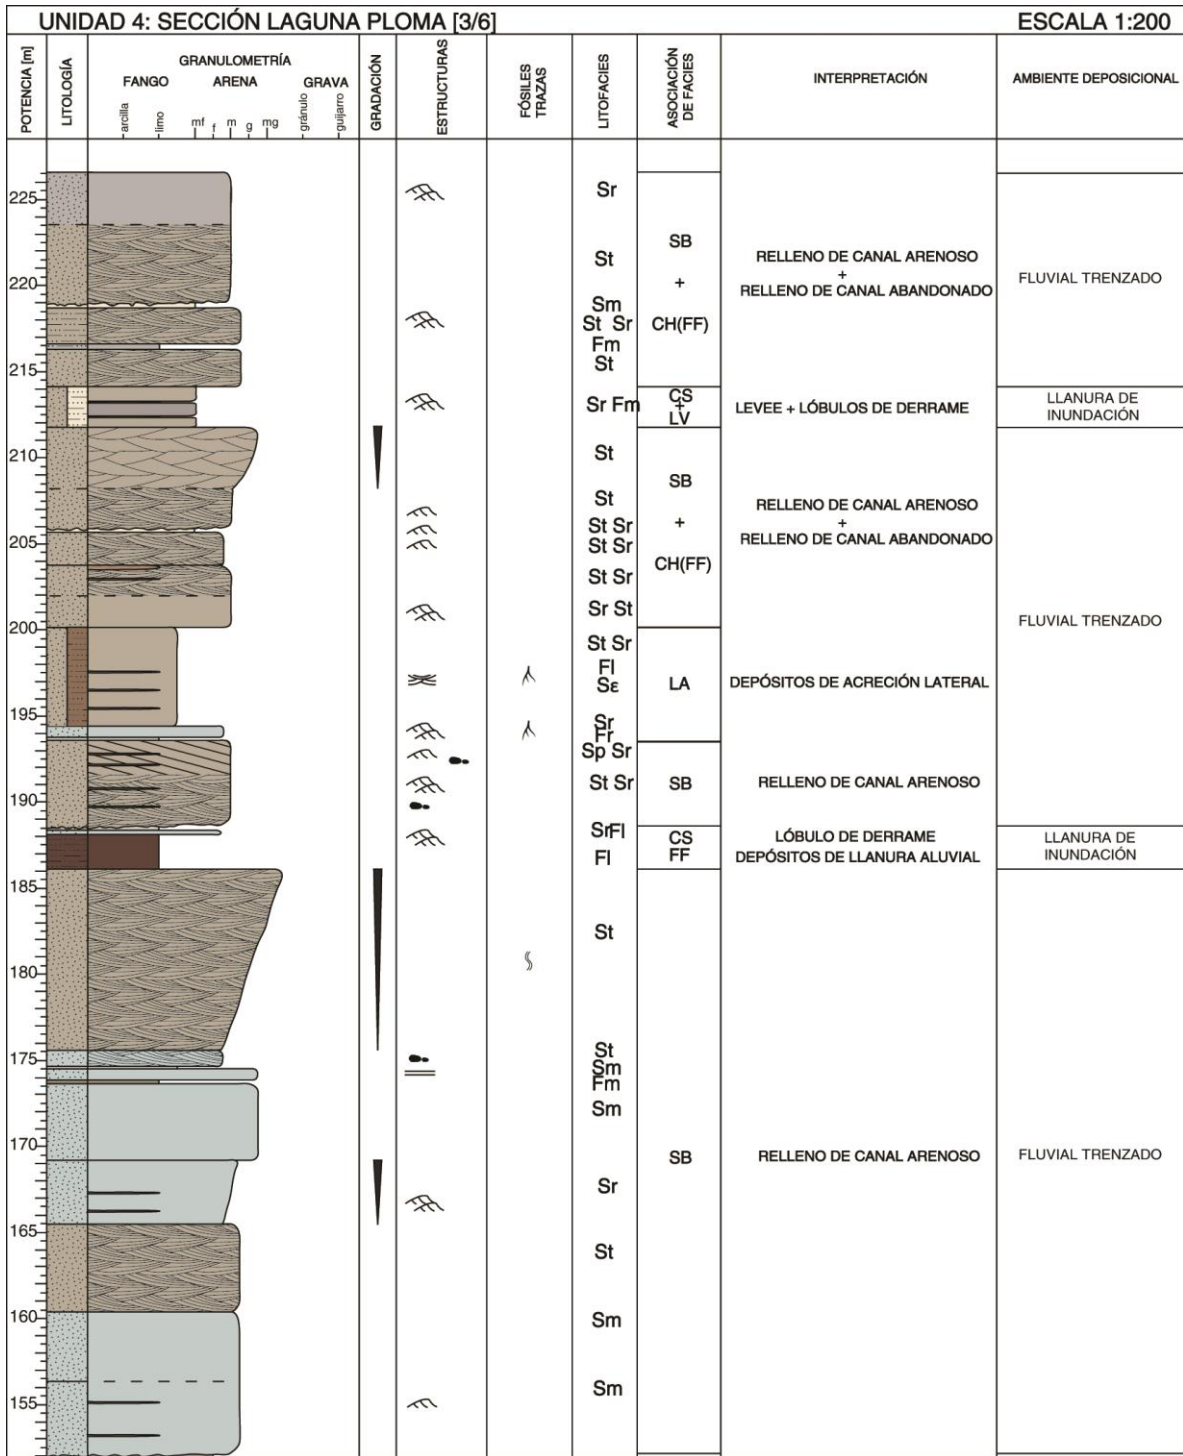 UNIDAD 4: SECCIÓN LAGUNA PLOMA [3/6] ESCALA 1:200
POTENCIA [m]
LITOLOGÍA
GRANULOMETRÍA
FANGO ARENA GRAVA
arcilla limo mf f m g mg gránulo guijarro
GRADACIÓN
ESTRUCTURAS
FÓSILES
TRAZAS
LITOFACIES
ASOCIACIÓN
DE FACIES
INTERPRETACIÓN
AMBIENTE DEPOSICIONAL
225
220
215
210
205
200
195
190
185
180
175
170
165
160
155
Sr
St
Sm
St Sr
Fm
St
Sr Fm
St
St
St Sr
St Sr
St Sr
Sr St
St Sr
Fl
Sε
Sr
Fr
Sp Sr
St Sr
SrFl
Fl
St
St
Sm
Fm
Sm
Sr
St
Sm
Sm
SB
+
CH(FF)
CS
+
LV
SB
+
CH(FF)
LA
SB
CS
FF
SB
RELLENO DE CANAL ARENOSO
+
RELLENO DE CANAL ABANDONADO
LEVEE + LÓBULOS DE DERRAME
RELLENO DE CANAL ARENOSO
+
RELLENO DE CANAL ABANDONADO
DEPÓSITOS DE ACRECIÓN LATERAL
RELLENO DE CANAL ARENOSO
LÓBULO DE DERRAME
DEPÓSITOS DE LLANURA ALUVIAL
RELLENO DE CANAL ARENOSO
FLUVIAL TRENZADO
LLANURA DE
INUNDACIÓN
FLUVIAL TRENZADO
LLANURA DE
INUNDACIÓN
FLUVIAL TRENZADO